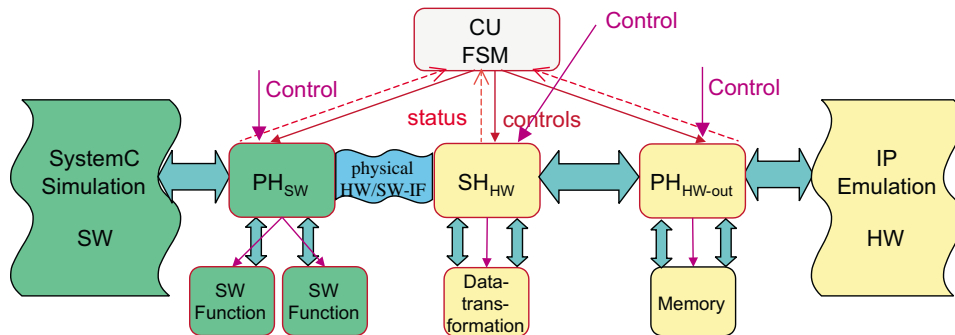 CU
FSM
Control
Control
Control
status
controls
SystemC
Simulation
SW
PH_SW
physical
HW/SW-IF
SH_HW
PH_HW-out
IP
Emulation
HW
SW
Function
SW
Function
Data-
trans-
formation
Memory